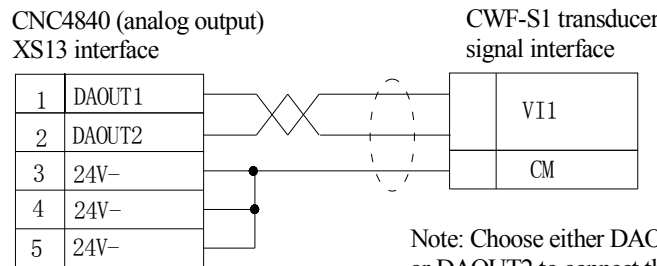 CNC4840 (analog output)
XS13 interface
CWF-S1 transducer
signal interface
1 DAOUT1
2 DAOUT2
3 24V-
4 24V-
5 24V-
VI1
CM
Note: Choose either